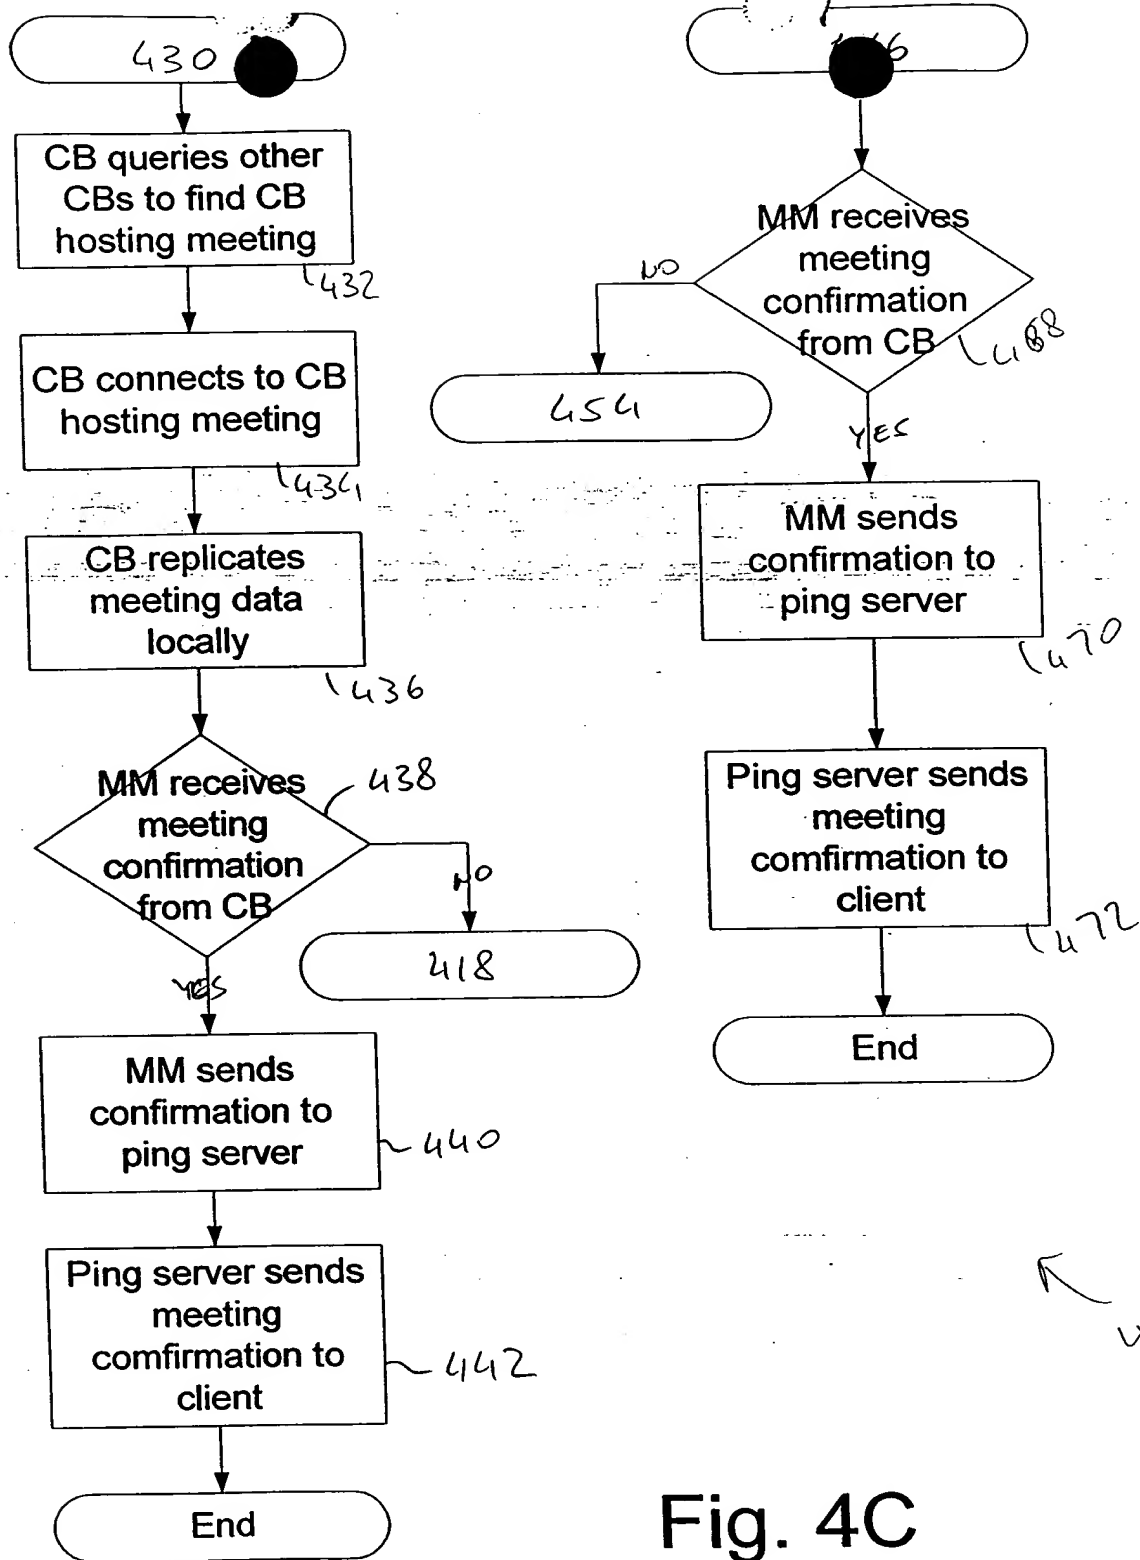 430
CB queries other
CBs to find CB
hosting meeting
432
CB connects to CB
hosting meeting
434
CB replicates
meeting data
locally
436
MM receives
meeting
confirmation
from CB
438
NO
418
YES
MM sends
confirmation to
ping server
440
Ping server sends
meeting
comfirmation to
client
442
End
MM receives
meeting
confirmation
from CB
468
NO
454
YES
MM sends
confirmation to
ping server
470
Ping server sends
meeting
comfirmation to
client
472
End
Fig. 4C